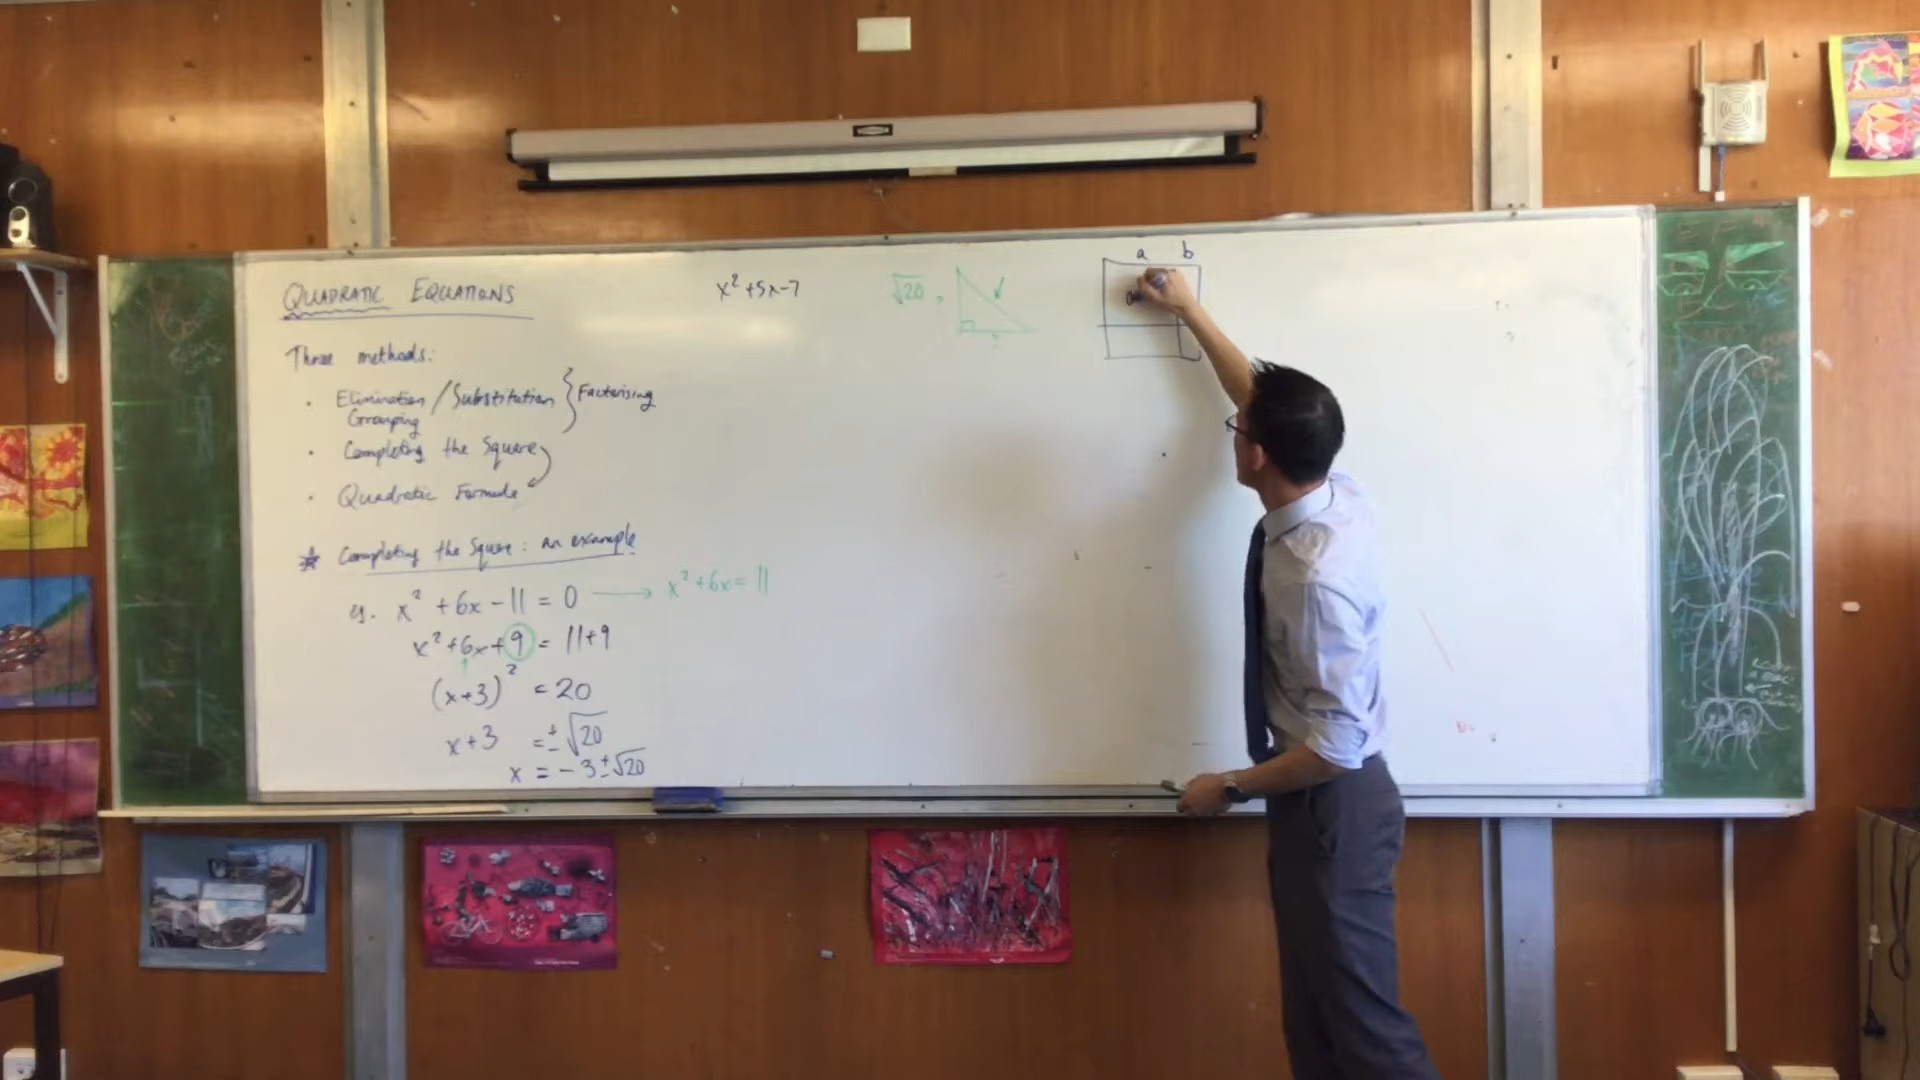 QUADRATIC EQUATIONS
Three methods:
• Elimination / Substitution } Factorising
Grouping
• Completing the Square
• Quadratic Formula
Completing the Square: an example
eg. x² + 6x - 11 = 0 → x² + 6x = 11
x² + 6x + 9 = 11 + 9
(x+3)² = 20
x + 3 = ± √20
x = - 3 ± √20
x² + 5x - 7
√20 ?
?
a b